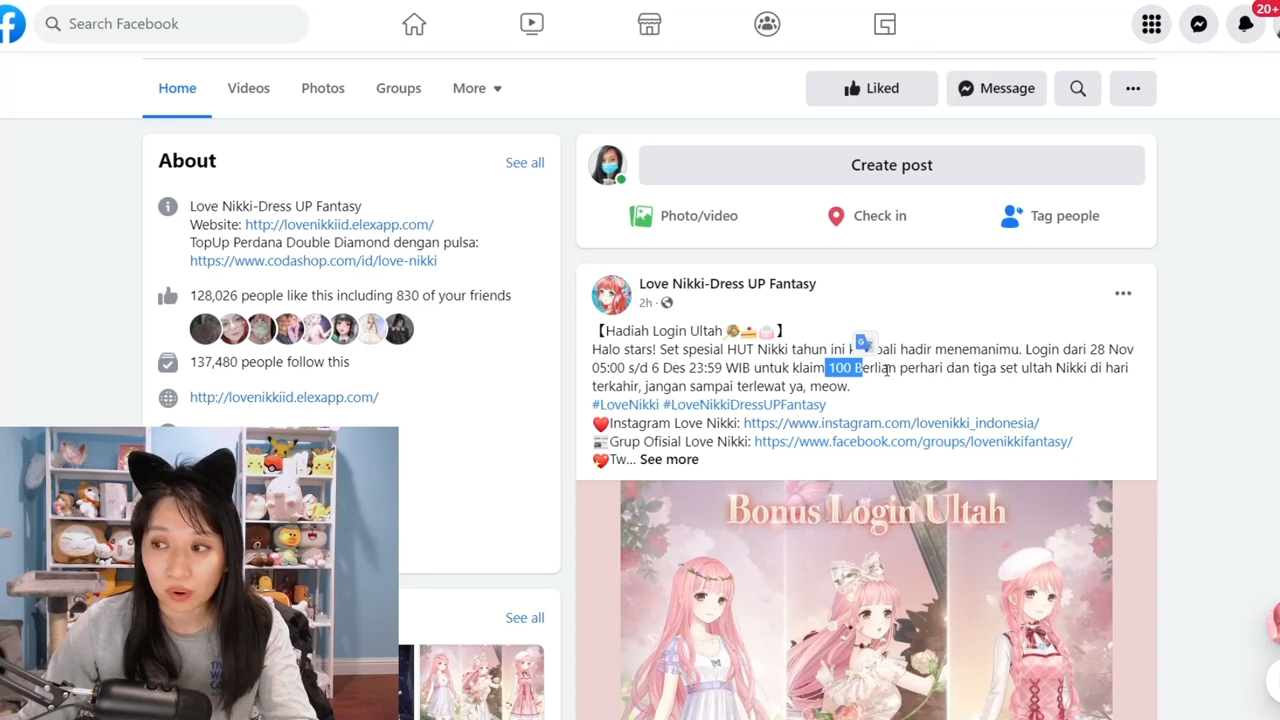 Search Facebook
20+
Home
Videos
Photos
Groups
More
Liked
Message
About
See all
Love Nikki-Dress UP Fantasy
Website: http://lovenikkiid.elexapp.com/
TopUp Perdana Double Diamond dengan pulsa:
https://www.codashop.com/id/love-nikki
128,026 people like this including 830 of your friends
137,480 people follow this
http://lovenikkiid.elexapp.com/
See all
Create post
Photo/video
Check in
Tag people
Love Nikki-Dress UP Fantasy
2h ·
【Hadiah Login Ultah 】
Halo stars! Set spesial HUT Nikki tahun ini hadir menemanimu. Login dari 28 Nov
05:00 s/d 6 Des 23:59 WIB untuk klaim 100 Berlian perhari dan tiga set ultah Nikki di hari
terkahir, jangan sampai terlewat ya, meow.
#LoveNikki #LoveNikkiDressUPFantasy
Instagram Love Nikki: https://www.instagram.com/lovenikki_indonesia/
Grup Ofisial Love Nikki: https://www.facebook.com/groups/lovenikkifantasy/
Tw... See more
Bonus Login Ultah